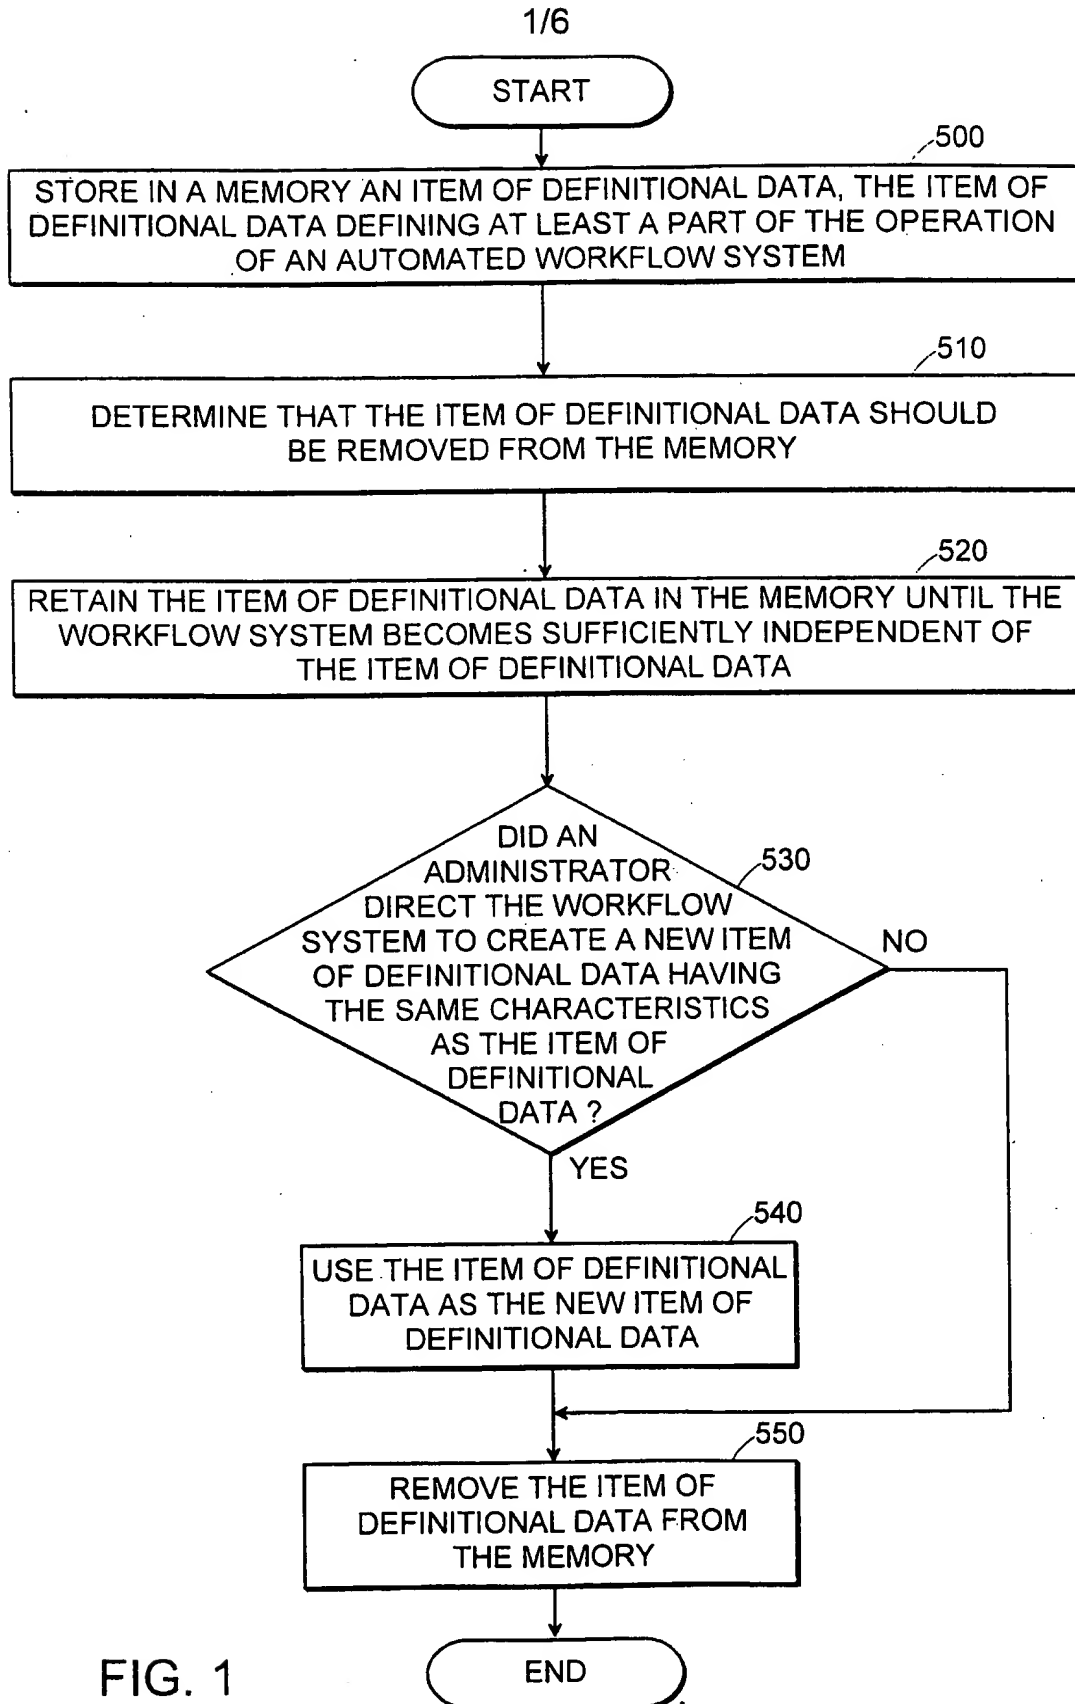 1/6
START
500
STORE IN A MEMORY AN ITEM OF DEFINITIONAL DATA, THE ITEM OF
DEFINITIONAL DATA DEFINING AT LEAST A PART OF THE OPERATION
OF AN AUTOMATED WORKFLOW SYSTEM
510
DETERMINE THAT THE ITEM OF DEFINITIONAL DATA SHOULD
BE REMOVED FROM THE MEMORY
520
RETAIN THE ITEM OF DEFINITIONAL DATA IN THE MEMORY UNTIL THE
WORKFLOW SYSTEM BECOMES SUFFICIENTLY INDEPENDENT OF
THE ITEM OF DEFINITIONAL DATA
530
DID AN
ADMINISTRATOR
DIRECT THE WORKFLOW
SYSTEM TO CREATE A NEW ITEM
OF DEFINITIONAL DATA HAVING
THE SAME CHARACTERISTICS
AS THE ITEM OF
DEFINITIONAL
DATA ?
NO
YES
540
USE THE ITEM OF DEFINITIONAL
DATA AS THE NEW ITEM OF
DEFINITIONAL DATA
550
REMOVE THE ITEM OF
DEFINITIONAL DATA FROM
THE MEMORY
END
FIG. 1